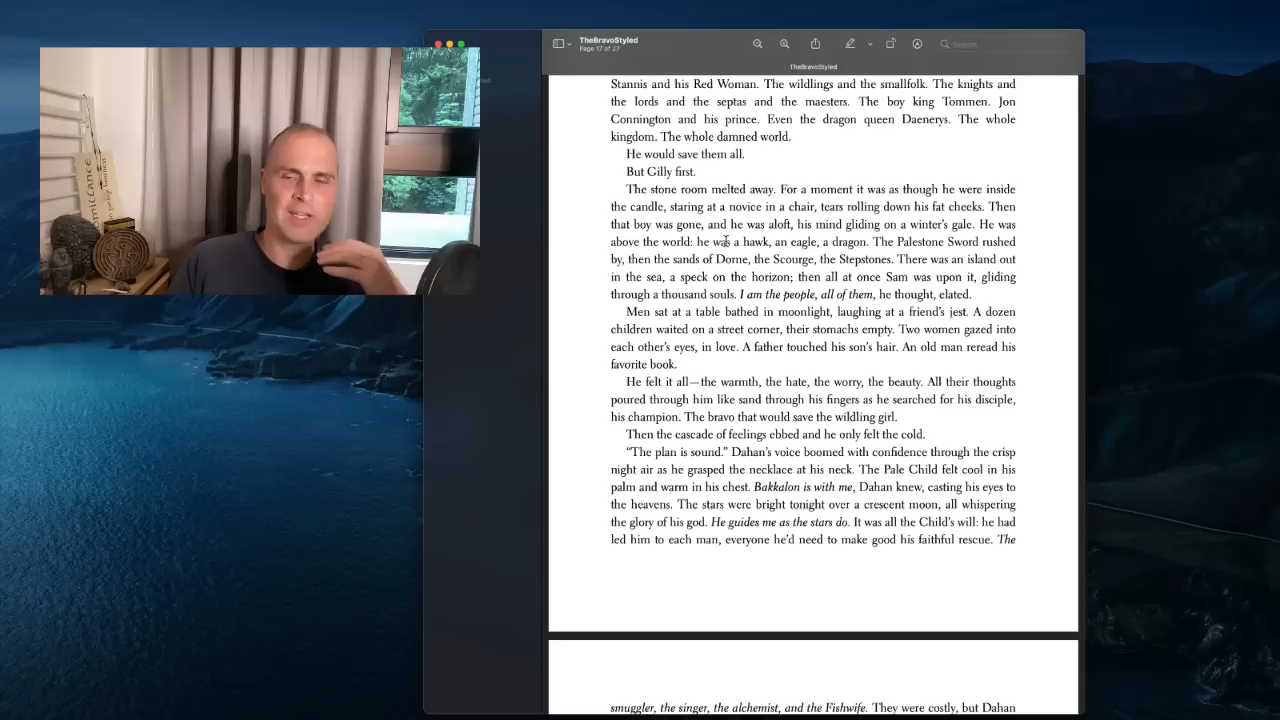 TheBravoStyled
Page 17 of 27
Search
TheBravoStyled
Stannis and his Red Woman. The wildlings and the smallfolk. The knights and
the lords and the septas and the maesters. The boy king Tommen. Jon
Connington and his prince. Even the dragon queen Daenerys. The whole
kingdom. The whole damned world.
He would save them all.
But Gilly first.
The stone room melted away. For a moment it was as though he were inside
the candle, staring at a novice in a chair, tears rolling down his fat cheeks. Then
that boy was gone, and he was aloft, his mind gliding on a winter's gale. He was
above the world: he was a hawk, an eagle, a dragon. The Palestone Sword rushed
by, then the sands of Dorne, the Scourge, the Stepstones. There was an island out
in the sea, a speck on the horizon; then all at once Sam was upon it, gliding
through a thousand souls. I am the people, all of them, he thought, elated.
Men sat at a table bathed in moonlight, laughing at a friend's jest. A dozen
children waited on a street corner, their stomachs empty. Two women gazed into
each other's eyes, in love. A father touched his son's hair. An old man reread his
favorite book.
He felt it all—the warmth, the hate, the worry, the beauty. All their thoughts
poured through him like sand through his fingers as he searched for his disciple,
his champion. The bravo that would save the wildling girl.
Then the cascade of feelings ebbed and he only felt the cold.
“The plan is sound.” Dahan's voice boomed with confidence through the crisp
night air as he grasped the necklace at his neck. The Pale Child felt cool in his
palm and warm in his chest. Bakkalon is with me, Dahan knew, casting his eyes to
the heavens. The stars were bright tonight over a crescent moon, all whispering
the glory of his god. He guides me as the stars do. It was all the Child's will: he had
led him to each man, everyone he'd need to make good his faithful rescue. The
smuggler, the singer, the alchemist, and the Fishwife. They were costly, but Dahan